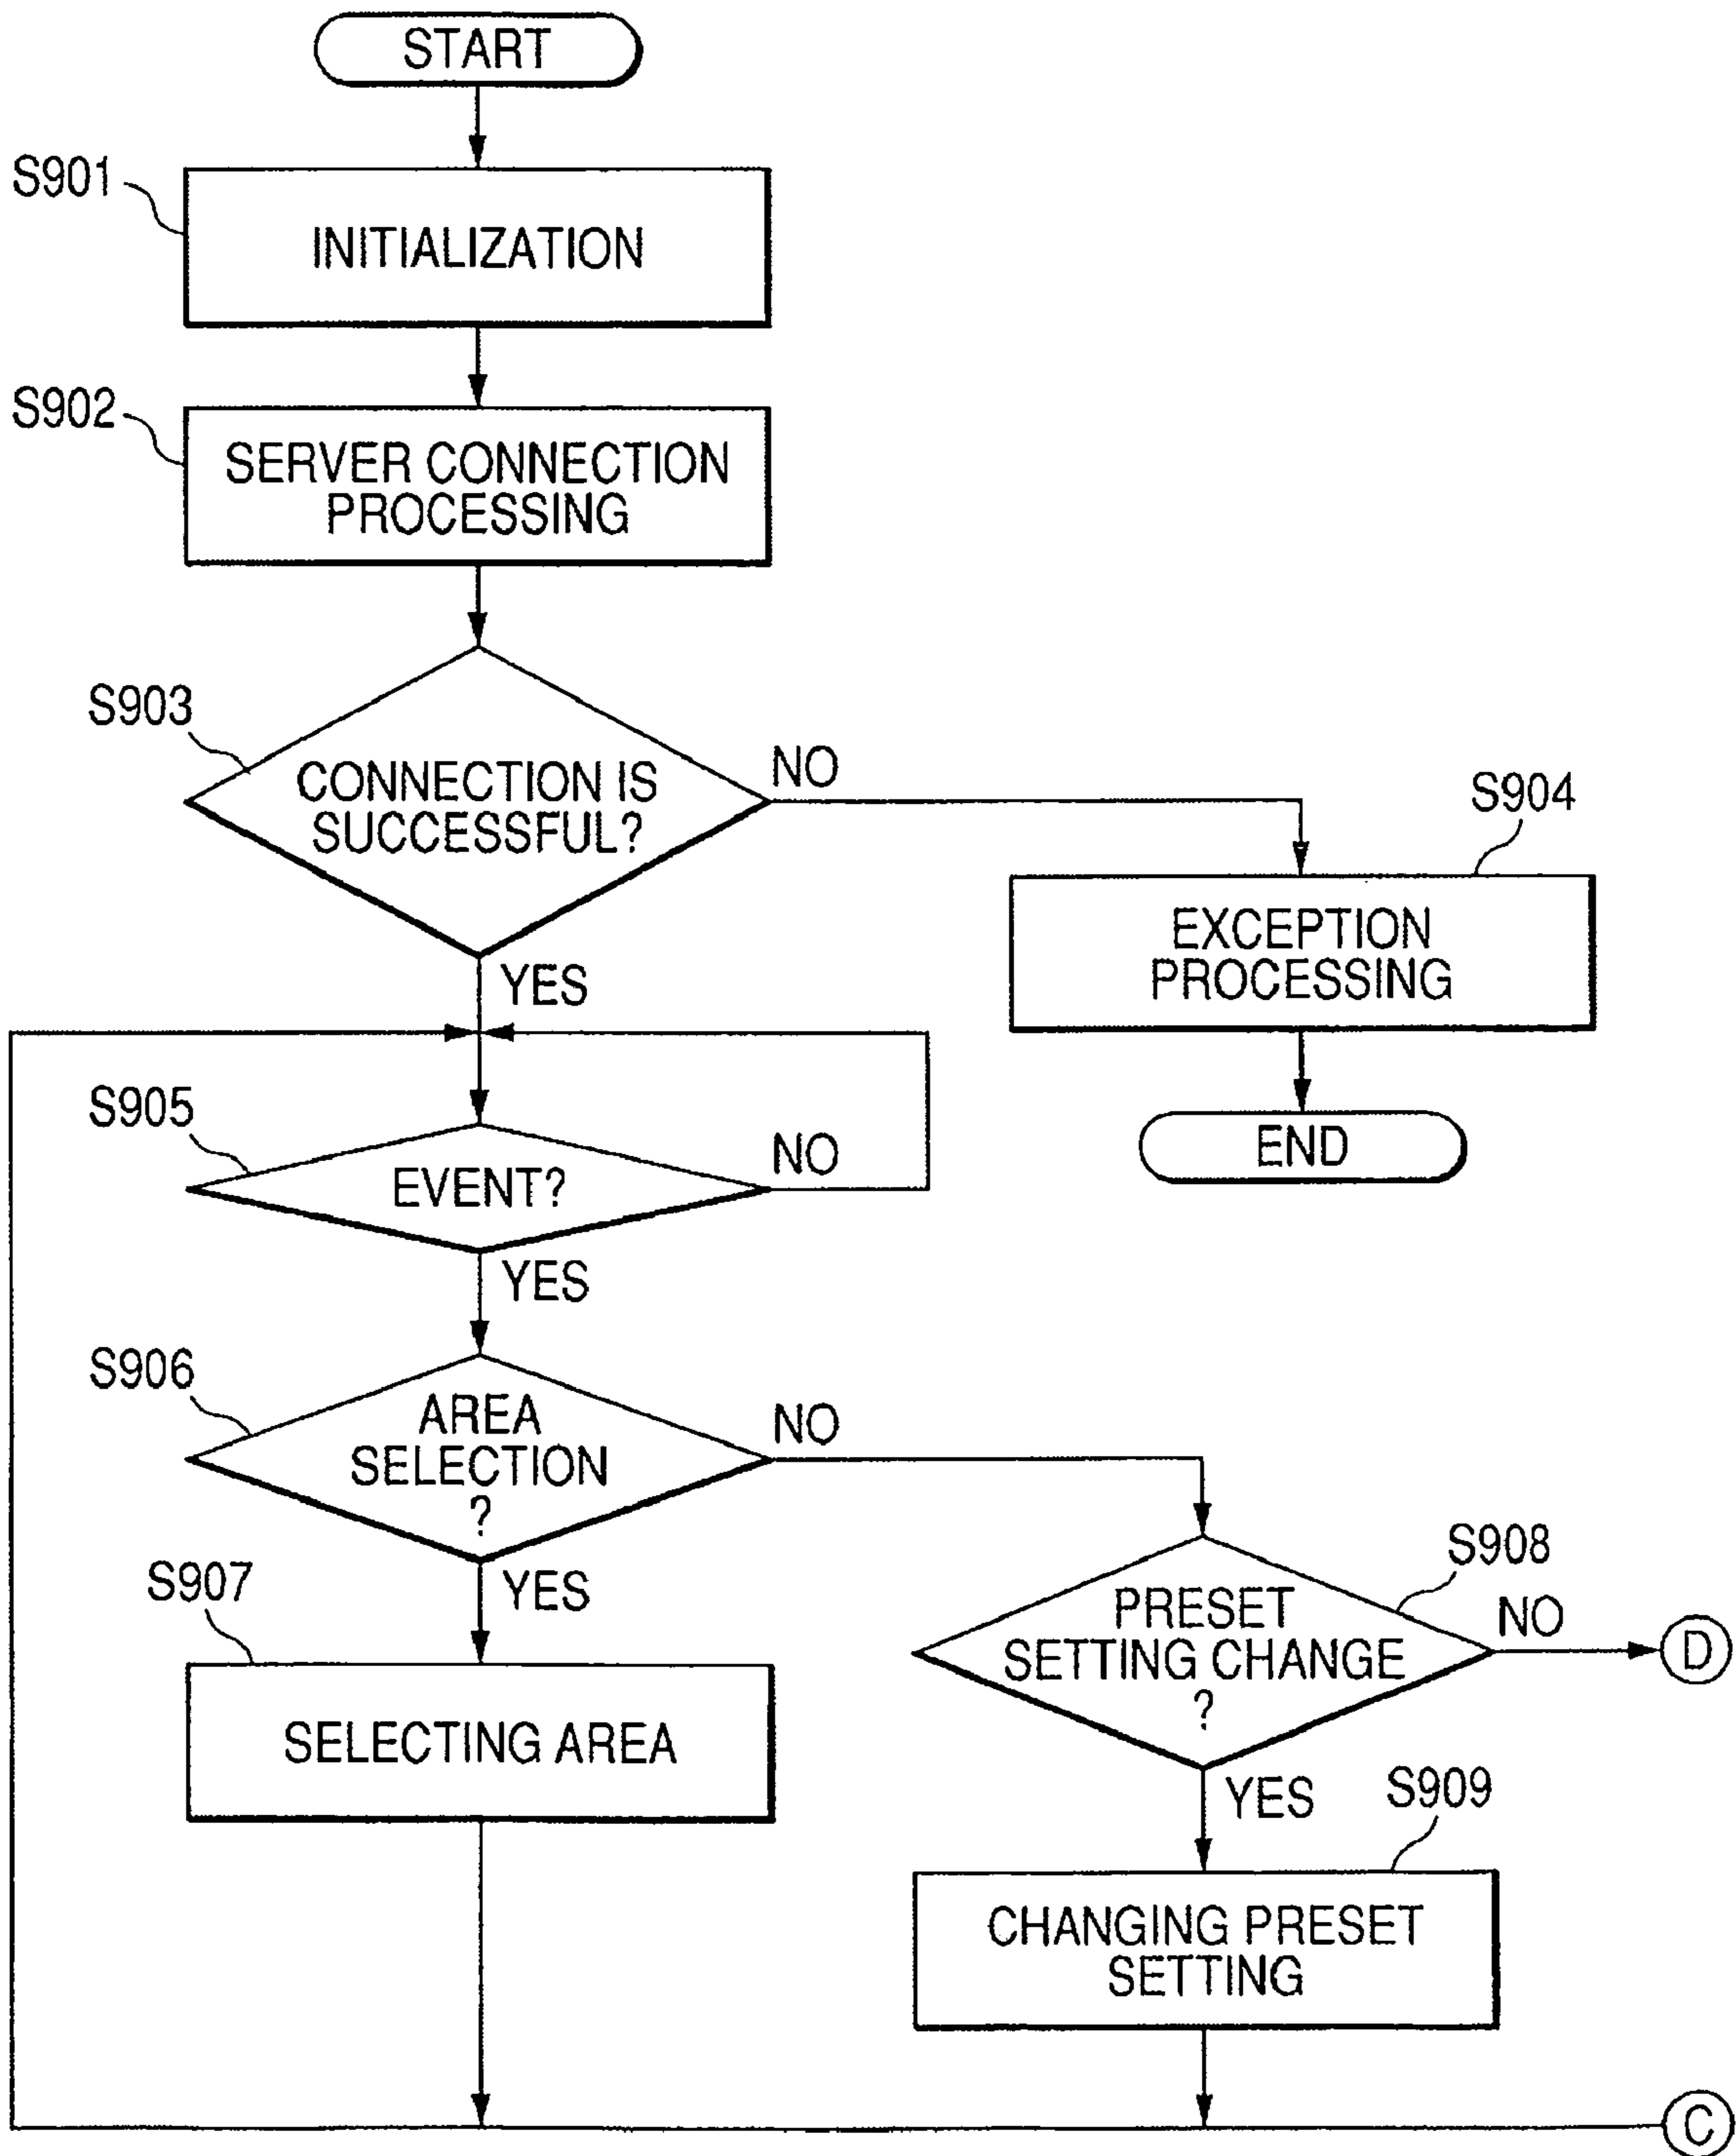 START
S901
INITIALIZATION
S902
SERVER CONNECTION
PROCESSING
S903
CONNECTION IS
SUCCESSFUL?
NO
S904
EXCEPTION
PROCESSING
YES
END
S905
EVENT?
NO
YES
S906
AREA
SELECTION
?
NO
S907
YES
SELECTING AREA
S908
PRESET
SETTING CHANGE
?
NO
D
YES
S909
CHANGING PRESET
SETTING
C